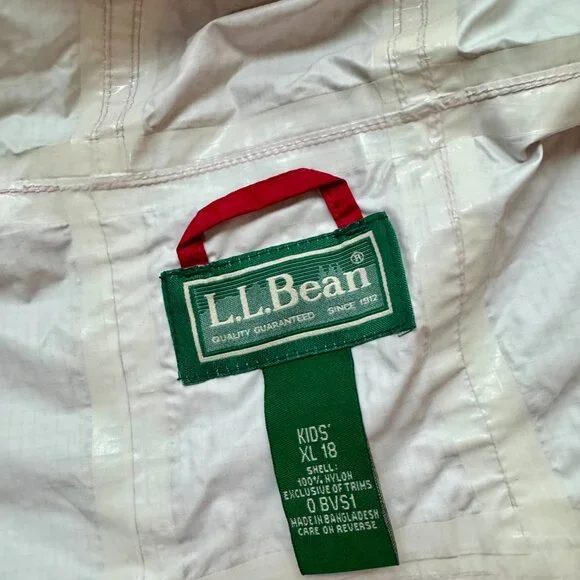 L.L.Bean®
QUALITY GUARANTEED SINCE 1912
KIDS'
XL 18
SHELL:
100% NYLON
EXCLUSIVE OF TRIMS
0 BVS1
MADE IN BANGLADESH
CARE ON REVERSE